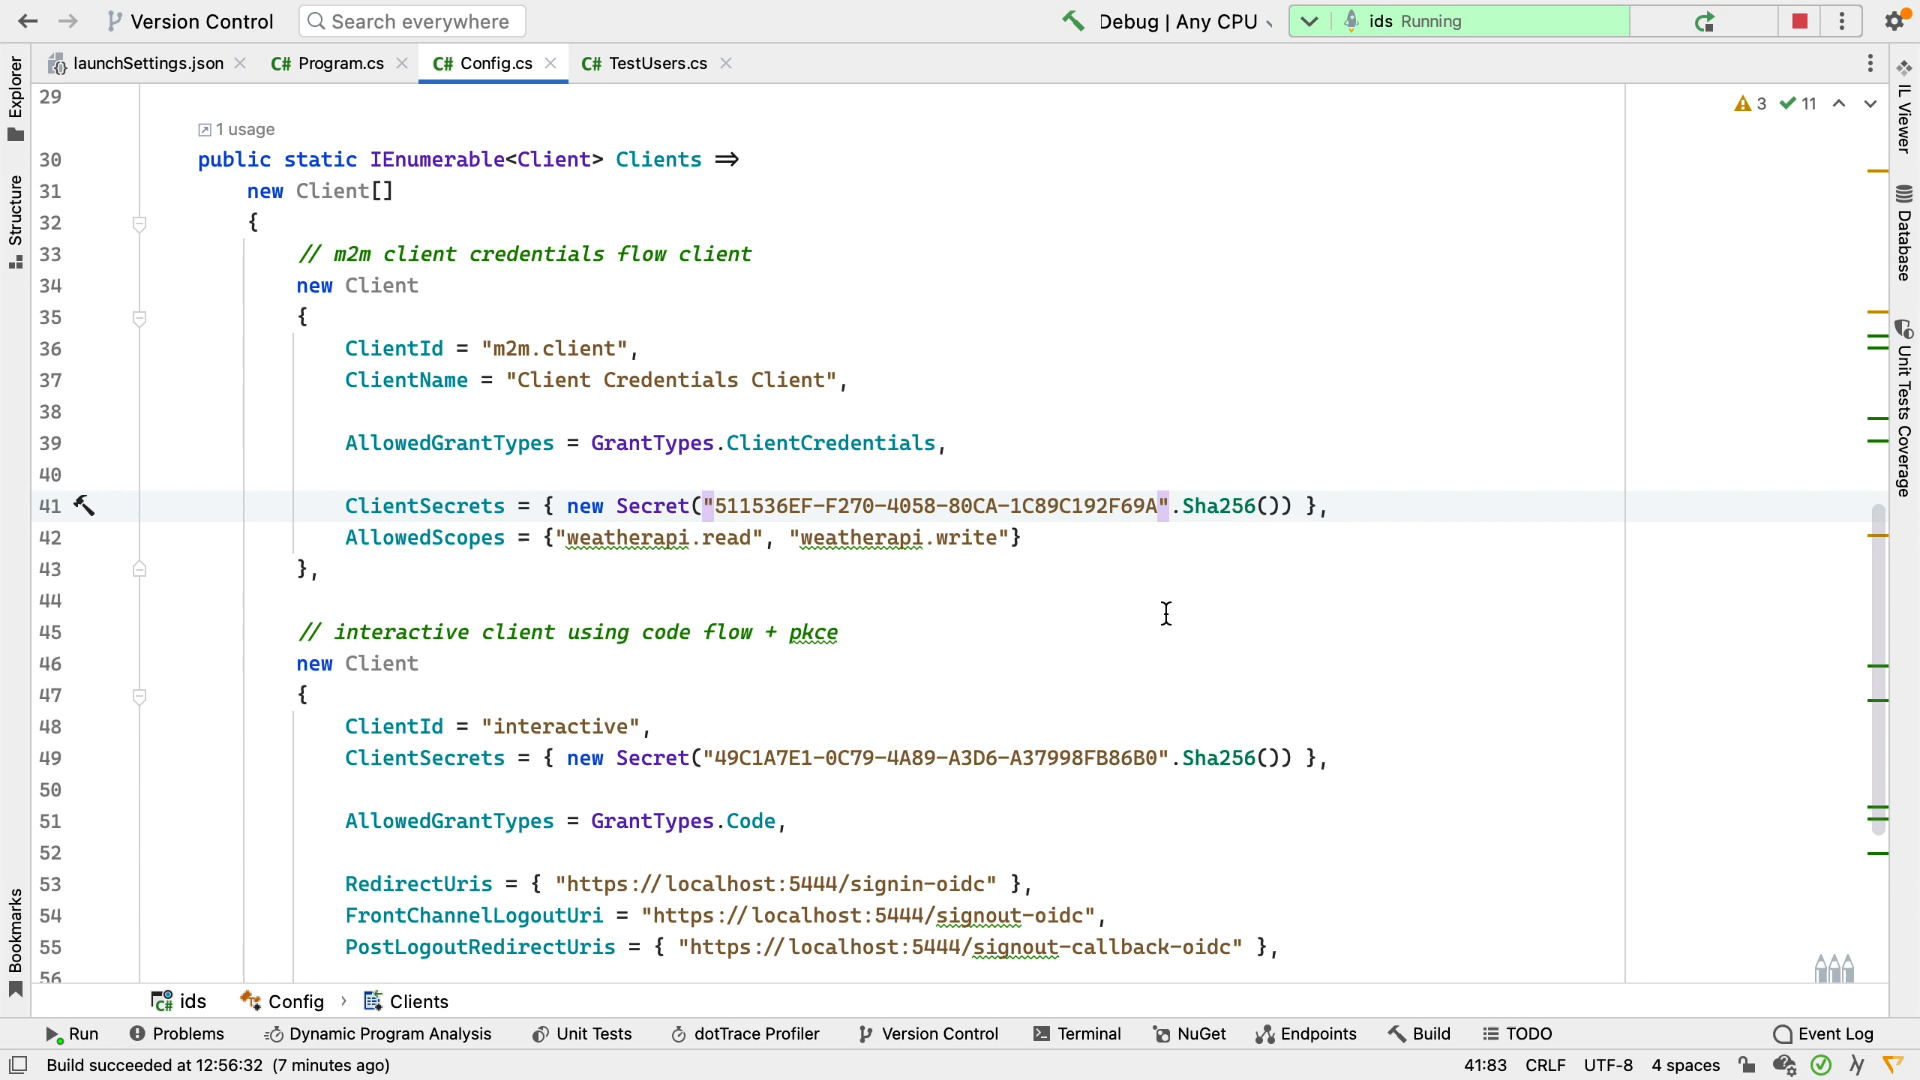 Version Control
Search everywhere
Debug | Any CPU
ids Running
launchSettings.json
C# Program.cs
C# Config.cs
C# TestUsers.cs
Explorer
Structure
Bookmarks
IL Viewer
Database
Unit Tests Coverage
3 11
29
1 usage
30 public static IEnumerable<Client> Clients =>
31 new Client[]
32 {
33 // m2m client credentials flow client
34 new Client
35 {
36 ClientId = "m2m.client",
37 ClientName = "Client Credentials Client",
38
39 AllowedGrantTypes = GrantTypes.ClientCredentials,
40
41 ClientSecrets = { new Secret("511536EF-F270-4058-80CA-1C89C192F69A".Sha256()) },
42 AllowedScopes = {"weatherapi.read", "weatherapi.write"}
43 },
44
45 // interactive client using code flow + pkce
46 new Client
47 {
48 ClientId = "interactive",
49 ClientSecrets = { new Secret("49C1A7E1-0C79-4A89-A3D6-A37998FB86B0".Sha256()) },
50
51 AllowedGrantTypes = GrantTypes.Code,
52
53 RedirectUris = { "https://localhost:5444/signin-oidc" },
54 FrontChannelLogoutUri = "https://localhost:5444/signout-oidc",
55 PostLogoutRedirectUris = { "https://localhost:5444/signout-callback-oidc" },
56
C# ids Config › Clients
Run Problems Dynamic Program Analysis Unit Tests dotTrace Profiler Version Control Terminal NuGet Endpoints Build TODO Event Log
Build succeeded at 12:56:32 (7 minutes ago)
41:83 CRLF UTF-8 4 spaces